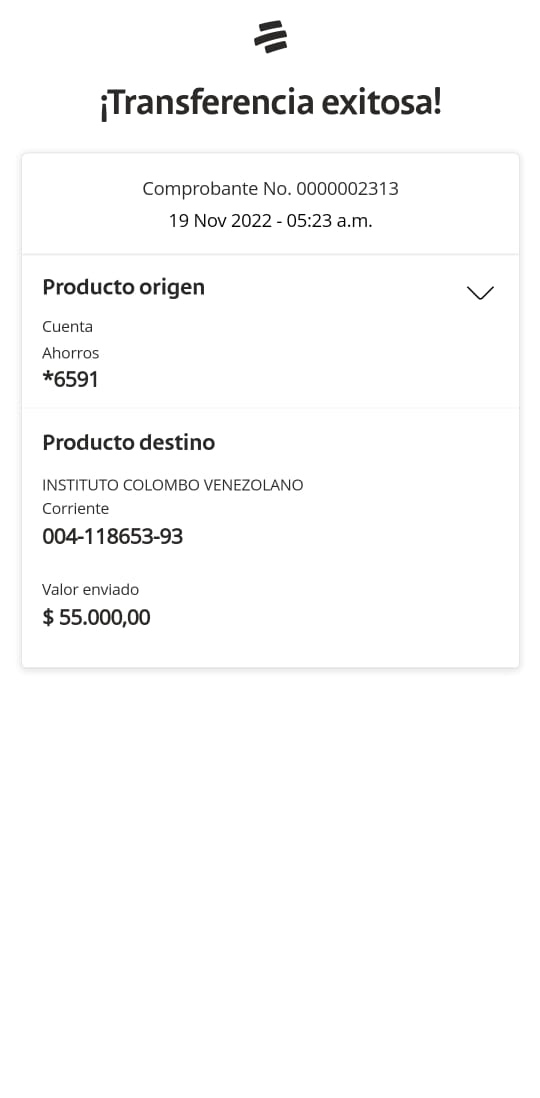 ¡Transferencia exitosa!
Comprobante No. 0000002313
19 Nov 2022 - 05:23 a.m.
Producto origen
Cuenta
Ahorros
*6591
Producto destino
INSTITUTO COLOMBO VENEZOLANO
Corriente
004-118653-93
Valor enviado
$ 55.000,00